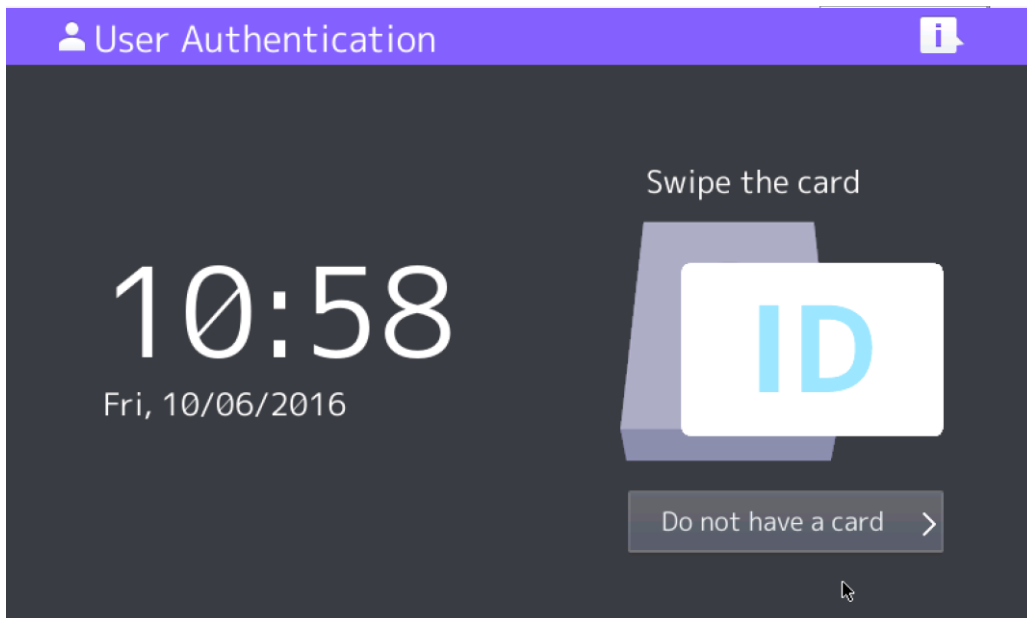 User Authentication
i
Swipe the card
10:58
ID
Fri, 10/06/2016
Do not have a card